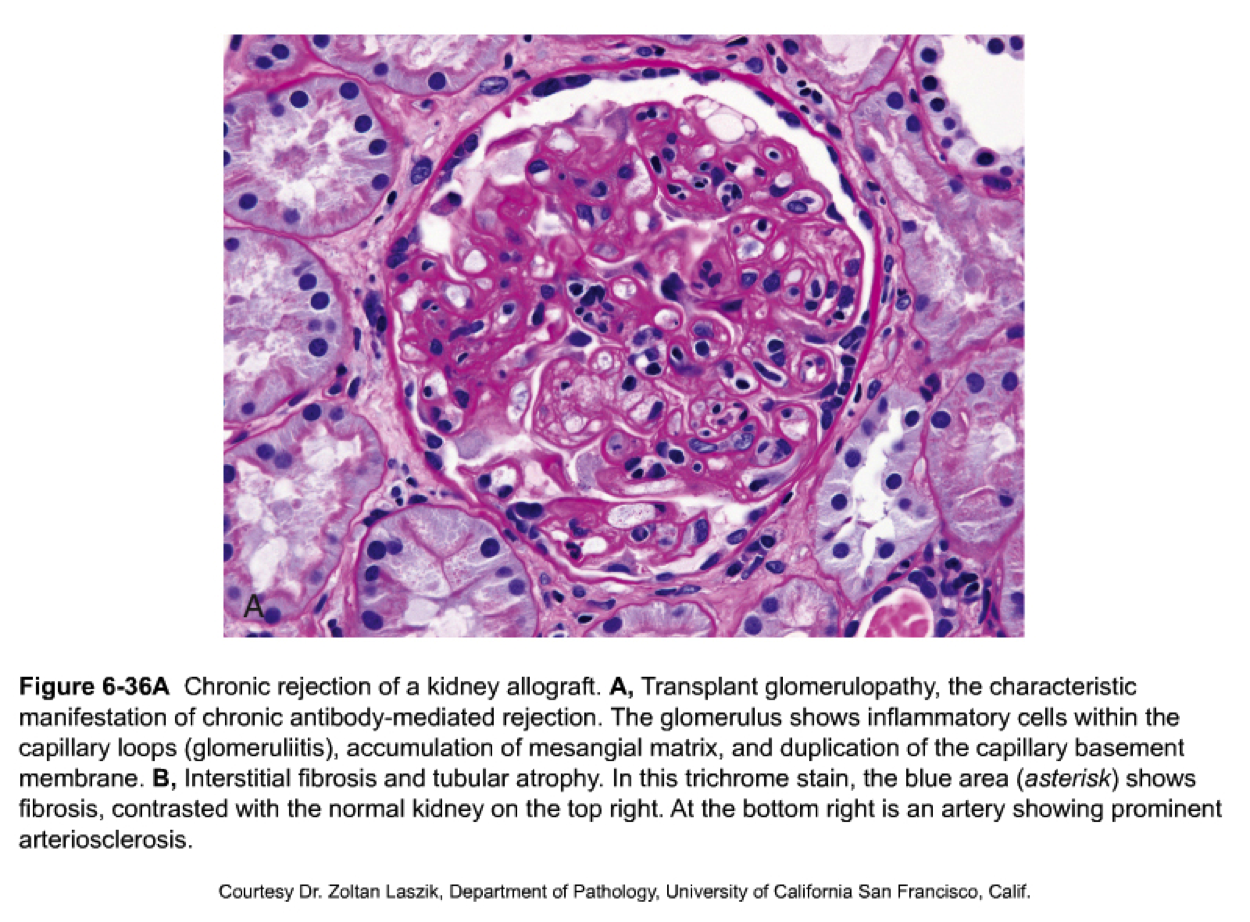 A
Figure 6-36A Chronic rejection of a kidney allograft. A, Transplant glomerulopathy, the characteristic
manifestation of chronic antibody-mediated rejection. The glomerulus shows inflammatory cells within the
capillary loops (glomeruliitis), accumulation of mesangial matrix, and duplication of the capillary basement
membrane. B, Interstitial fibrosis and tubular atrophy. In this trichrome stain, the blue area (asterisk) shows
fibrosis, contrasted with the normal kidney on the top right. At the bottom right is an artery showing prominent
arteriosclerosis.
Courtesy Dr. Zoltan Laszik, Department of Pathology, University of California San Francisco, Calif.